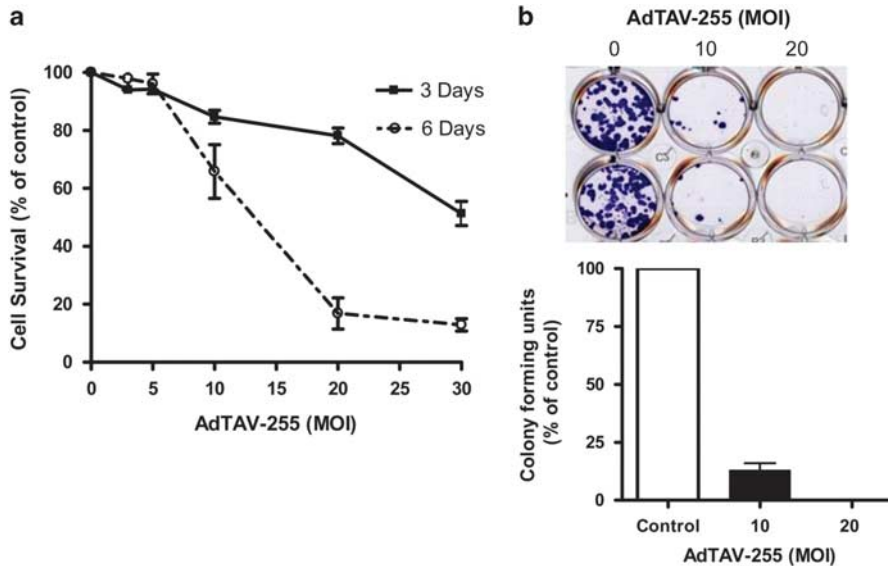 a
100
80
60
40
20
0
Cell Survival (% of control)
3 Days
6 Days
0 5 10 15 20 25 30
AdTAV-255 (MOI)
b
AdTAV-255 (MOI)
0 10 20
100
75
50
25
0
Colony forming units
(% of control)
Control 10 20
AdTAV-255 (MOI)